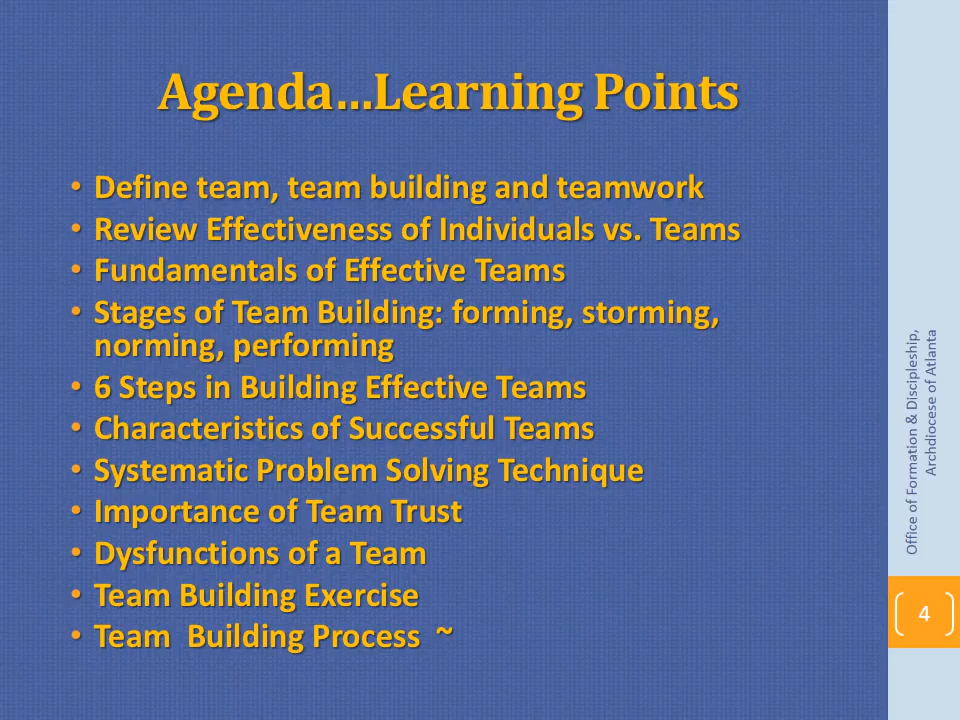 Agenda...Learning Points
• Define team, team building and teamwork
• Review Effectiveness of Individuals vs. Teams
• Fundamentals of Effective Teams
• Stages of Team Building: forming, storming,
norming, performing
• 6 Steps in Building Effective Teams
• Characteristics of Successful Teams
• Systematic Problem Solving Technique
• Importance of Team Trust
• Dysfunctions of a Team
• Team Building Exercise
• Team  Building Process  ~
Office of Formation & Discipleship,
Archdiocese of Atlanta
4